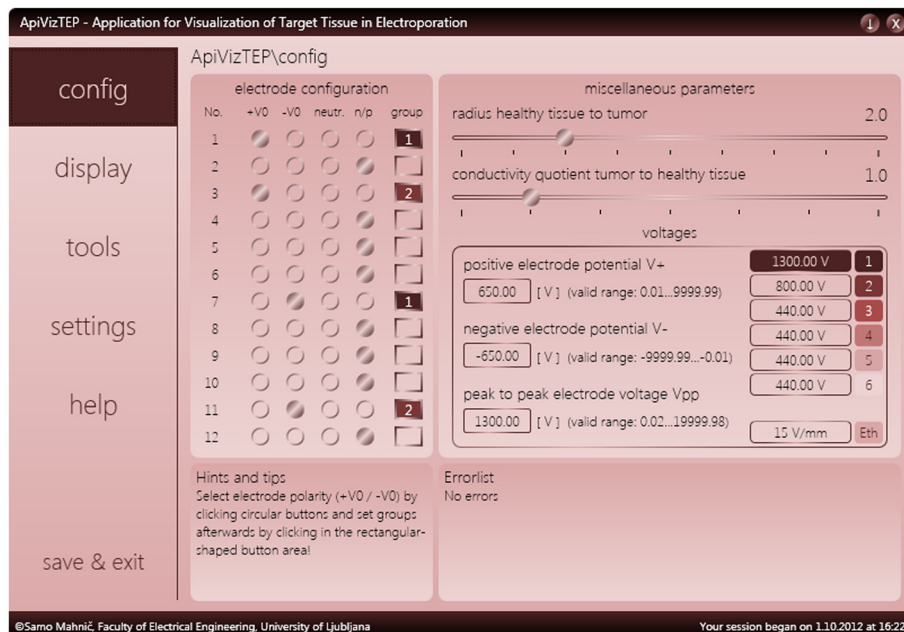 ApiVizTEP - Application for Visualization of Target Tissue in Electroporation
config
display
tools
settings
help
save & exit
ApiVizTEP\config
electrode configuration
No. +V0 -V0 neutr. n/p group
1 1
2
3 2
4
5
6
7 1
8
9
10
11 2
12
miscellaneous parameters
radius healthy tissue to tumor 2.0
conductivity quotient tumor to healthy tissue 1.0
voltages
positive electrode potential V+
650.00 [ V ] (valid range: 0.01...9999.99)
negative electrode potential V-
-650.00 [ V ] (valid range: -9999.99...-0.01)
peak to peak electrode voltage Vpp
1300.00 [ V ] (valid range: 0.02...19999.98)
1300.00 V 1
800.00 V 2
440.00 V 3
440.00 V 4
440.00 V 5
440.00 V 6
15 V/mm Eth
Hints and tips
Select electrode polarity (+V0 / -V0) by
clicking circular buttons and set groups
afterwards by clicking in the rectangular-
shaped button area!
Errorlist
No errors
©Samo Mahnič, Faculty of Electrical Engineering, University of Ljubljana
Your session began on 1.10.2012 at 16:22